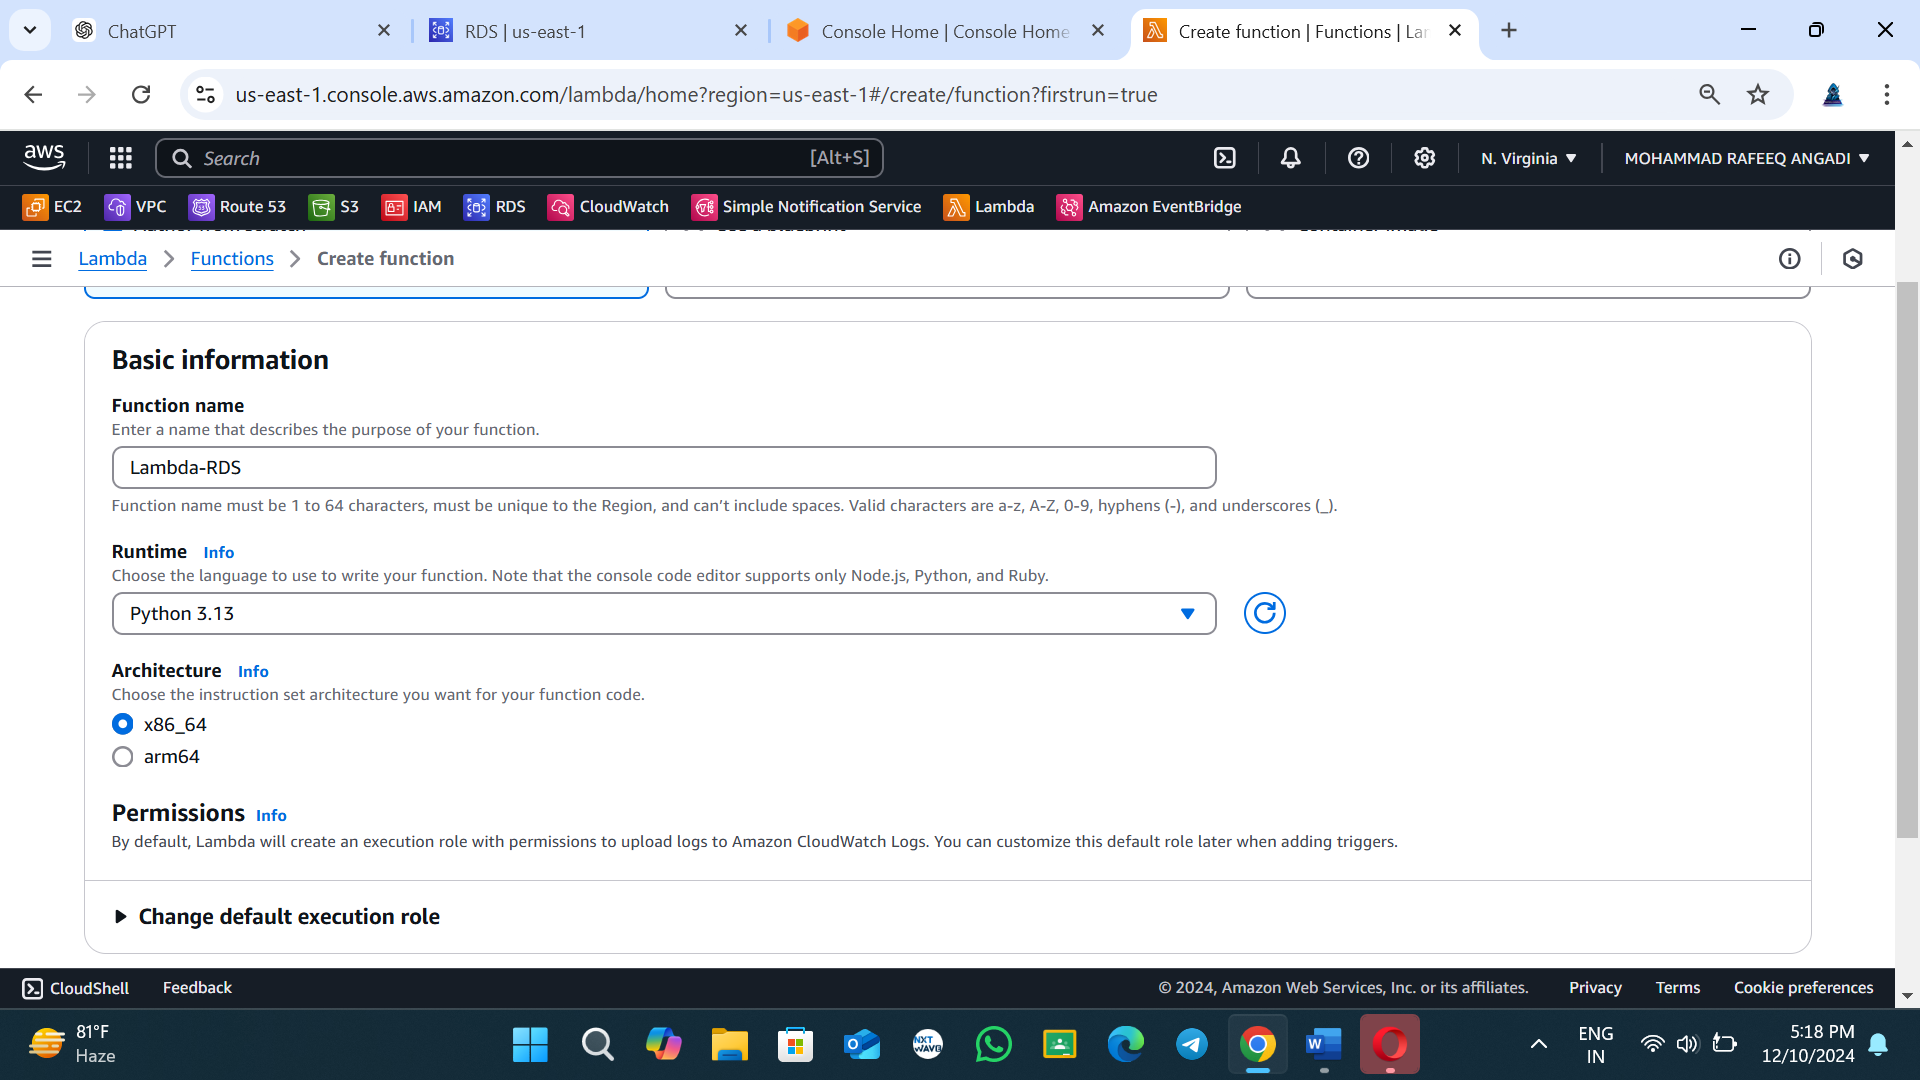 ChatGPT
RDS | us-east-1
Console Home | Console Home
Create function | Functions | La
us-east-1.console.aws.amazon.com/lambda/home?region=us-east-1#/create/function?firstrun=true
aws
Search
[Alt+S]
N. Virginia
MOHAMMAD RAFEEQ ANGADI
EC2
VPC
Route 53
S3
IAM
RDS
CloudWatch
Simple Notification Service
Lambda
Amazon EventBridge
Lambda
Functions
Create function
Basic information
Function name
Enter a name that describes the purpose of your function.
Lambda-RDS
Function name must be 1 to 64 characters, must be unique to the Region, and can’t include spaces. Valid characters are a-z, A-Z, 0-9, hyphens (-), and underscores (_).
Runtime Info
Choose the language to use to write your function. Note that the console code editor supports only Node.js, Python, and Ruby.
Python 3.13
Architecture Info
Choose the instruction set architecture you want for your function code.
x86_64
arm64
Permissions Info
By default, Lambda will create an execution role with permissions to upload logs to Amazon CloudWatch Logs. You can customize this default role later when adding triggers.
Change default execution role
CloudShell
Feedback
© 2024, Amazon Web Services, Inc. or its affiliates.
Privacy
Terms
Cookie preferences
81°F
Haze
NXT
WAVE
ENG
IN
5:18 PM
12/10/2024